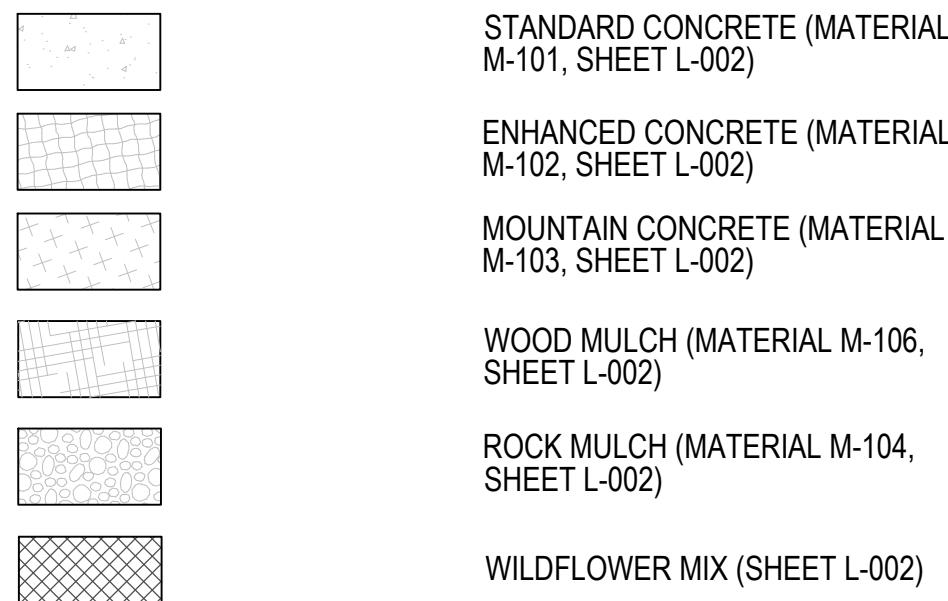 STANDARD CONCRETE (MATERIAL
M-101, SHEET L-002)
ENHANCED CONCRETE (MATERIAL
M-102, SHEET L-002)
MOUNTAIN CONCRETE (MATERIAL
M-103, SHEET L-002)
WOOD MULCH (MATERIAL M-106,
SHEET L-002)
ROCK MULCH (MATERIAL M-104,
SHEET L-002)
WILDFLOWER MIX (SHEET L-002)